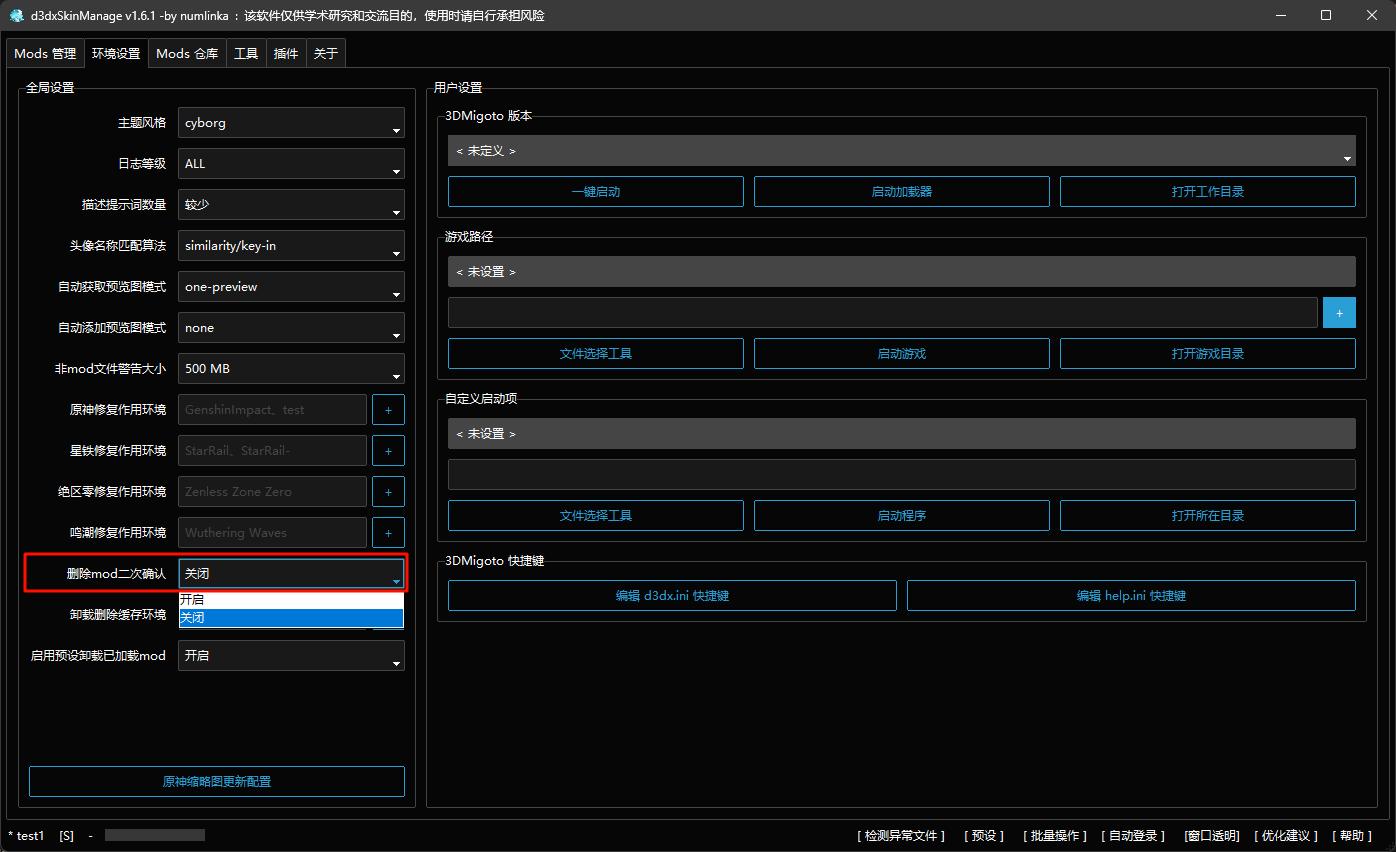 d3dxSkinManage v1.6.1 -by numlinka : 该软件仅供学术研究和交流目的，使用时请自行承担风险
Mods 管理 环境设置 Mods 仓库 工具 插件 关于
全局设置
主题风格 cyborg
日志等级 ALL
描述提示词数量 较少
头像名称匹配算法 similarity/key-in
自动获取预览图模式 one-preview
自动添加预览图模式 none
非mod文件警告大小 500 MB
原神修复作用环境 GenshinImpact、test +
星铁修复作用环境 StarRail、StarRail- +
绝区零修复作用环境 Zenless Zone Zero +
鸣潮修复作用环境 Wuthering Waves +
删除mod二次确认 关闭
开启
关闭
卸载删除缓存环境
启用预设卸载已加载mod 开启
原神缩略图更新配置
用户设置
3DMigoto 版本
< 未定义 >
一键启动 启动加载器 打开工作目录
游戏路径
< 未设置 >
+
文件选择工具 启动游戏 打开游戏目录
自定义启动项
< 未设置 >
文件选择工具 启动程序 打开所在目录
3DMigoto 快捷键
编辑 d3dx.ini 快捷键 编辑 help.ini 快捷键
* test1 [S] - [ 检测异常文件 ] [ 预设 ] [ 批量操作 ] [ 自动登录 ] [窗口透明] [ 优化建议 ] [ 帮助 ]